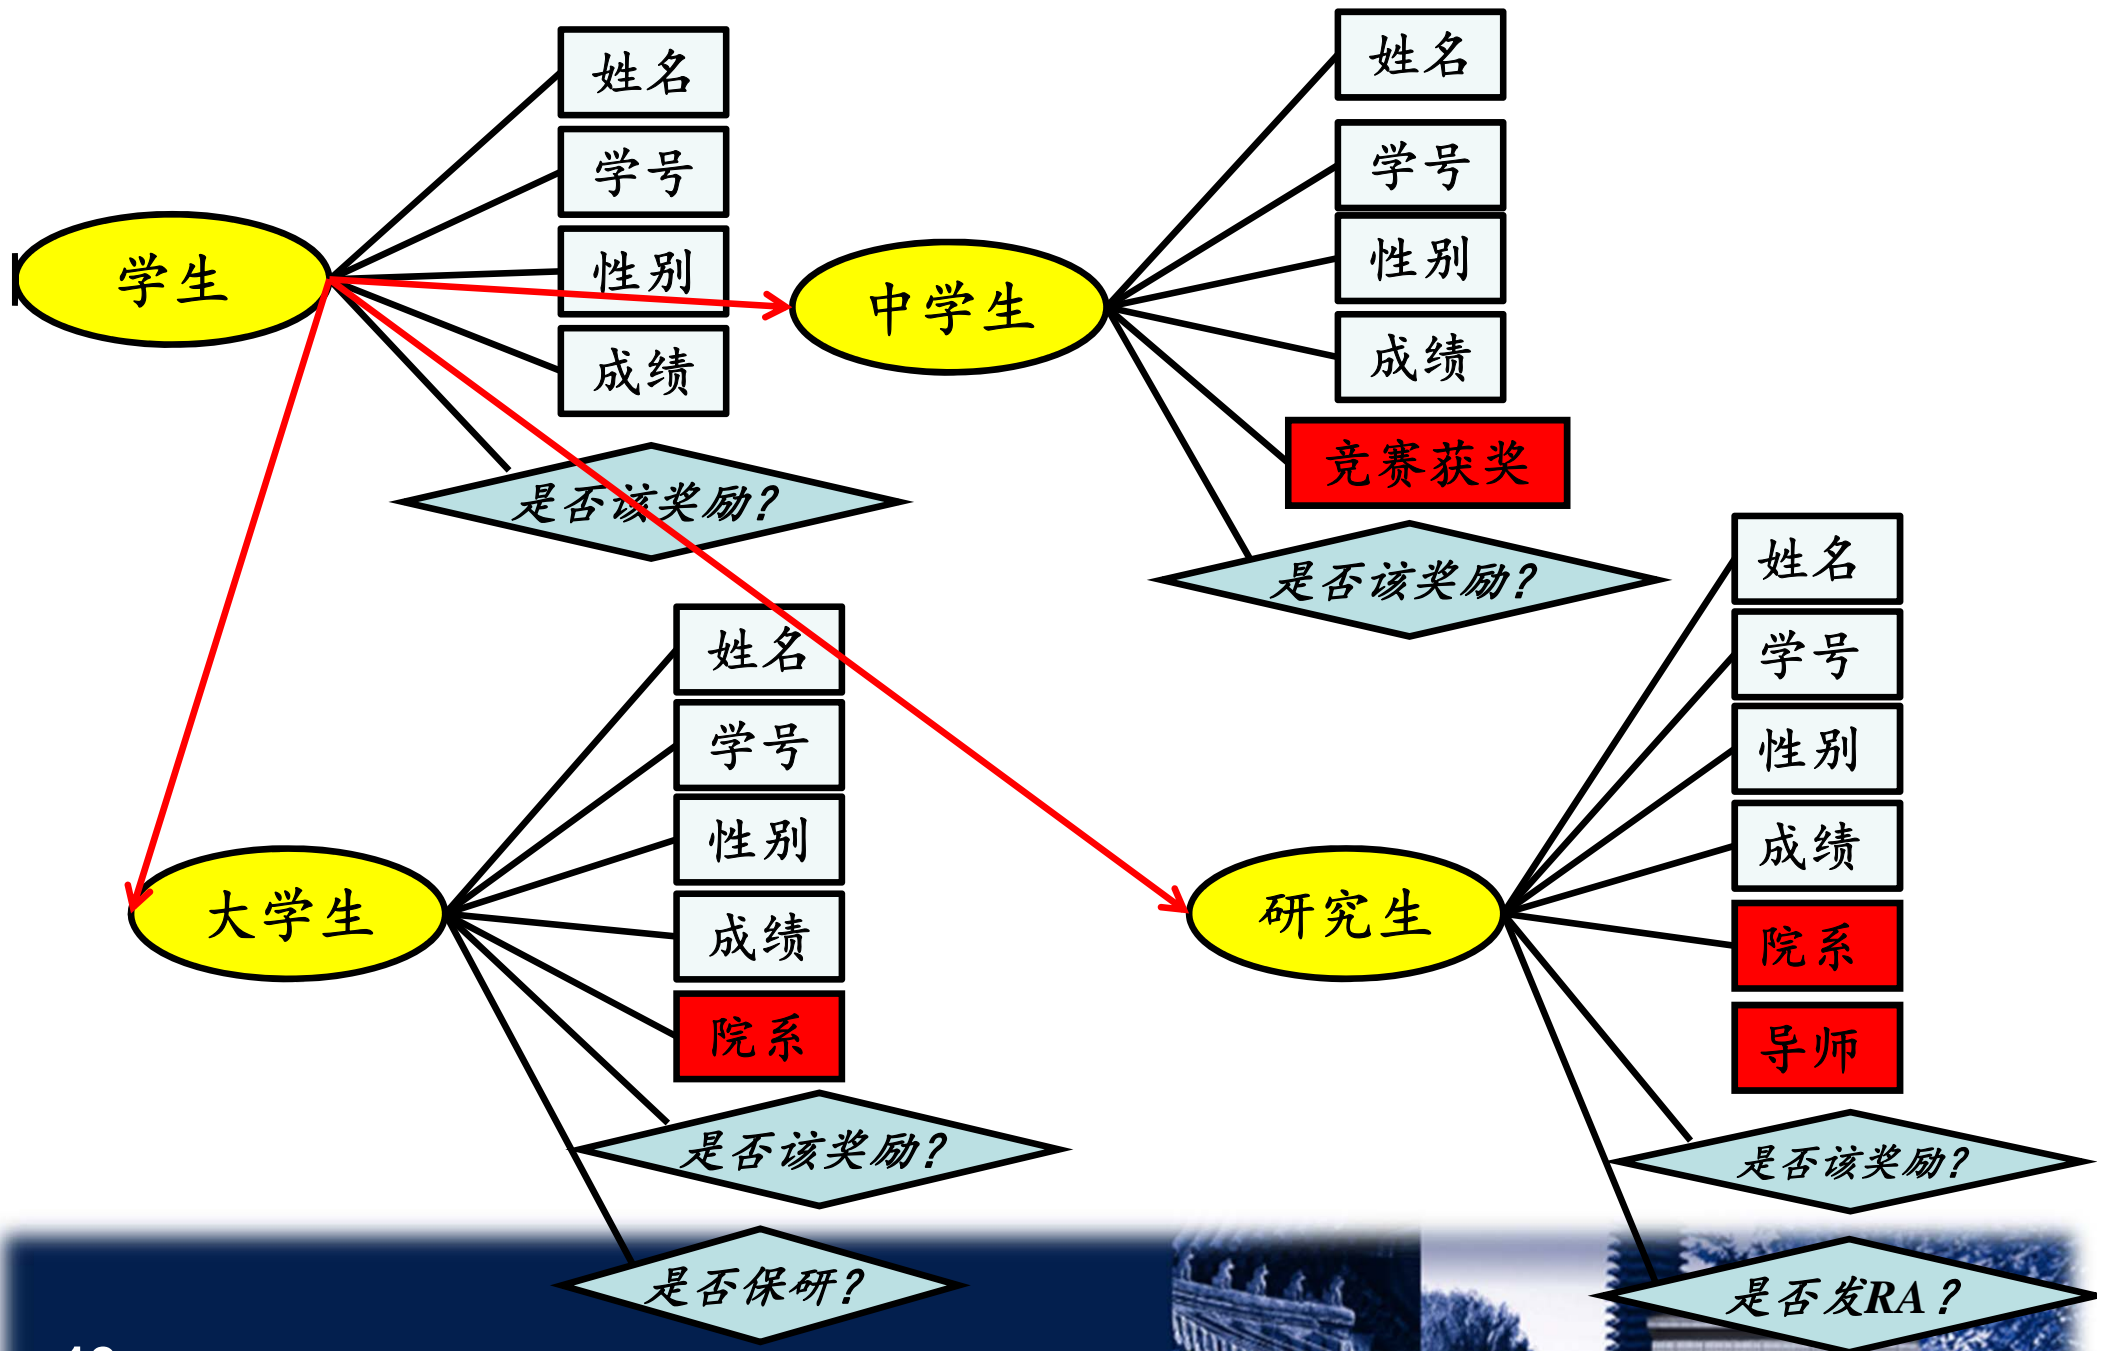 学生
姓名
学号
性别
成绩
是否该奖励?
中学生
姓名
学号
性别
成绩
竞赛获奖
是否该奖励?
大学生
姓名
学号
性别
成绩
院系
是否该奖励?
是否保研?
研究生
姓名
学号
性别
成绩
院系
导师
是否该奖励?
是否发RA?